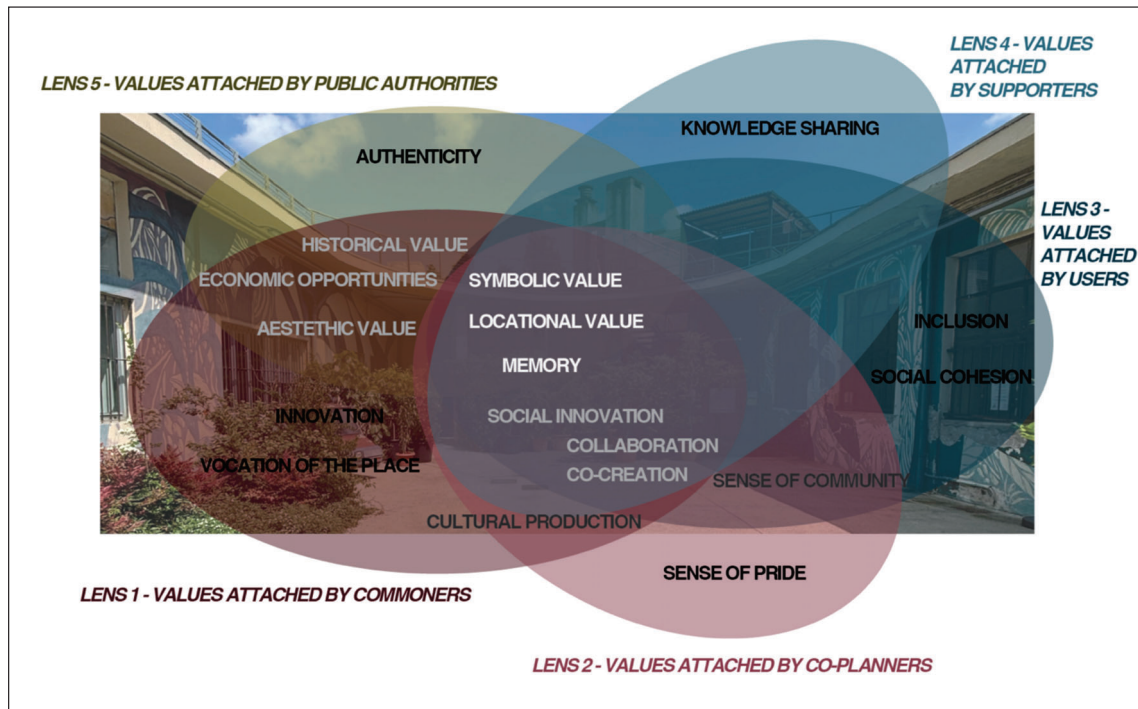 LENS 4 - VALUES
ATTACHED
BY SUPPORTERS
LENS 5 - VALUES ATTACHED BY PUBLIC AUTHORITIES
KNOWLEDGE SHARING
AUTHENTICITY
LENS 3 -
VALUES
ATTACHED
BY USERS
HISTORICAL VALUE
ECONOMIC OPPORTUNITIES
SYMBOLIC VALUE
AESTETHIC VALUE
LOCATIONAL VALUE
INCLUSION
MEMORY
SOCIAL COHESION
INNOVATION
SOCIAL INNOVATION
COLLABORATION
VOCATION OF THE PLACE
CO-CREATION
SENSE OF COMMUNITY
CULTURAL PRODUCTION
SENSE OF PRIDE
LENS 1 - VALUES ATTACHED BY COMMONERS
LENS 2 - VALUES ATTACHED BY CO-PLANNERS